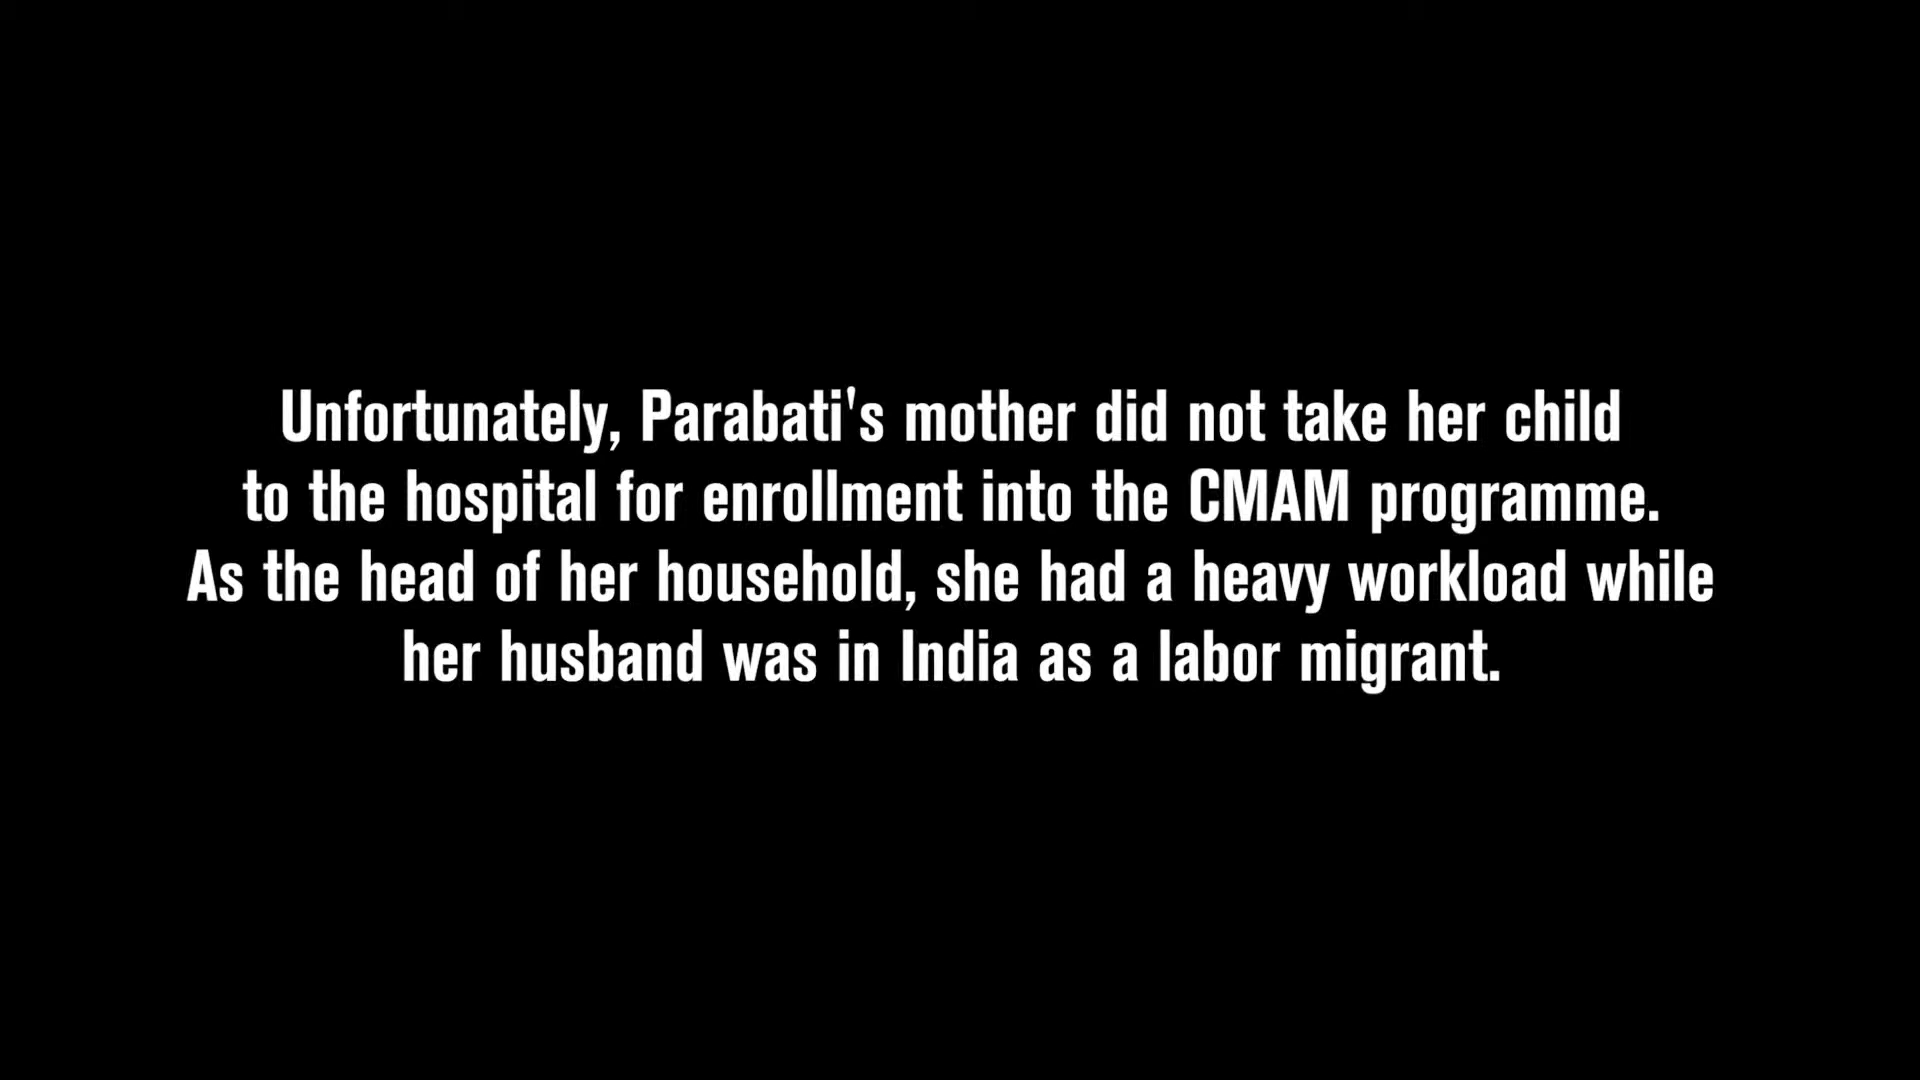 Unfortunately, Parabati's mother did not take her child
to the hospital for enrollment into the CMAM programme.
As the head of her household, she had a heavy workload while
her husband was in India as a labor migrant.